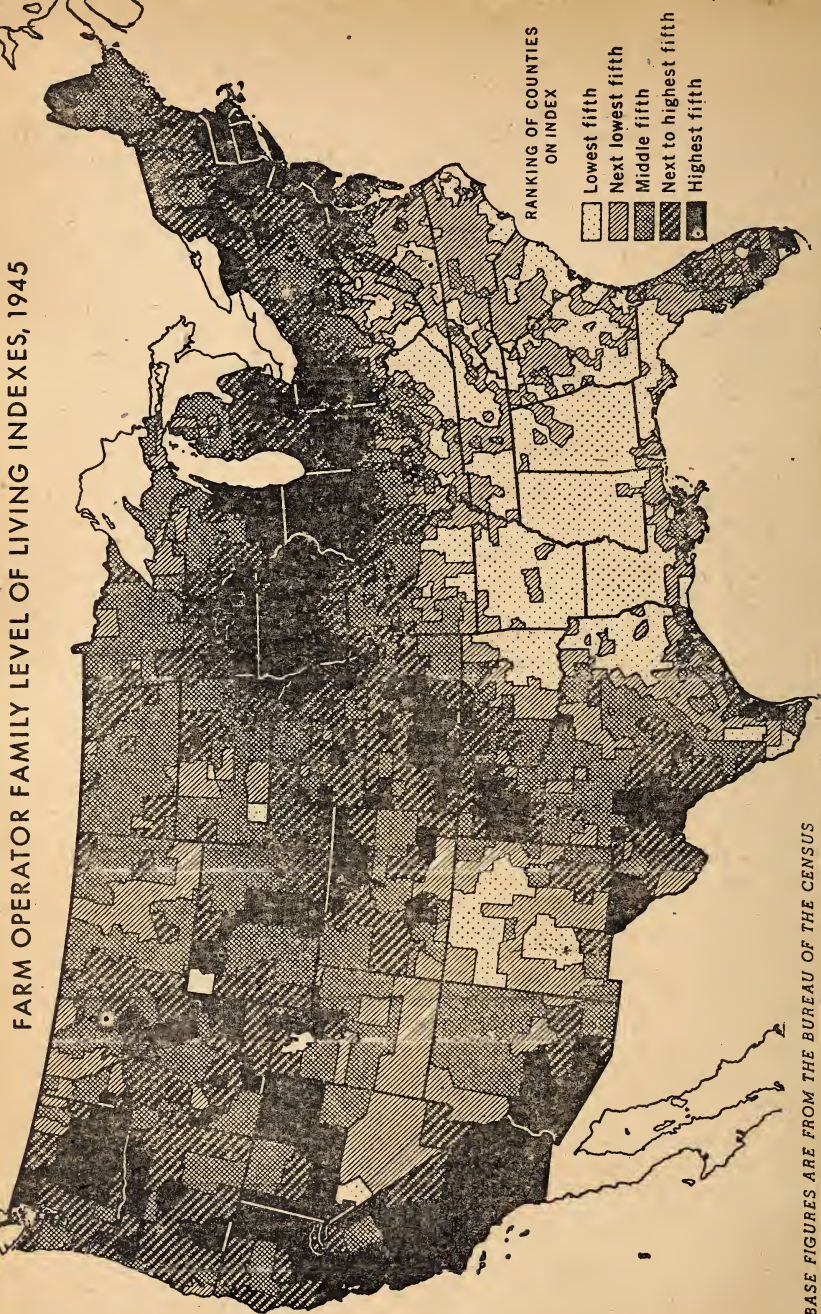 FARM OPERATOR FAMILY LEVEL OF LIVING INDEXES, 1945
RANKING OF COUNTIES
ON INDEX
Lowest fifth
Next lowest fifth
Middle fifth
Next to highest fifth
Highest fifth
BASE FIGURES ARE FROM THE BUREAU OF THE CENSUS